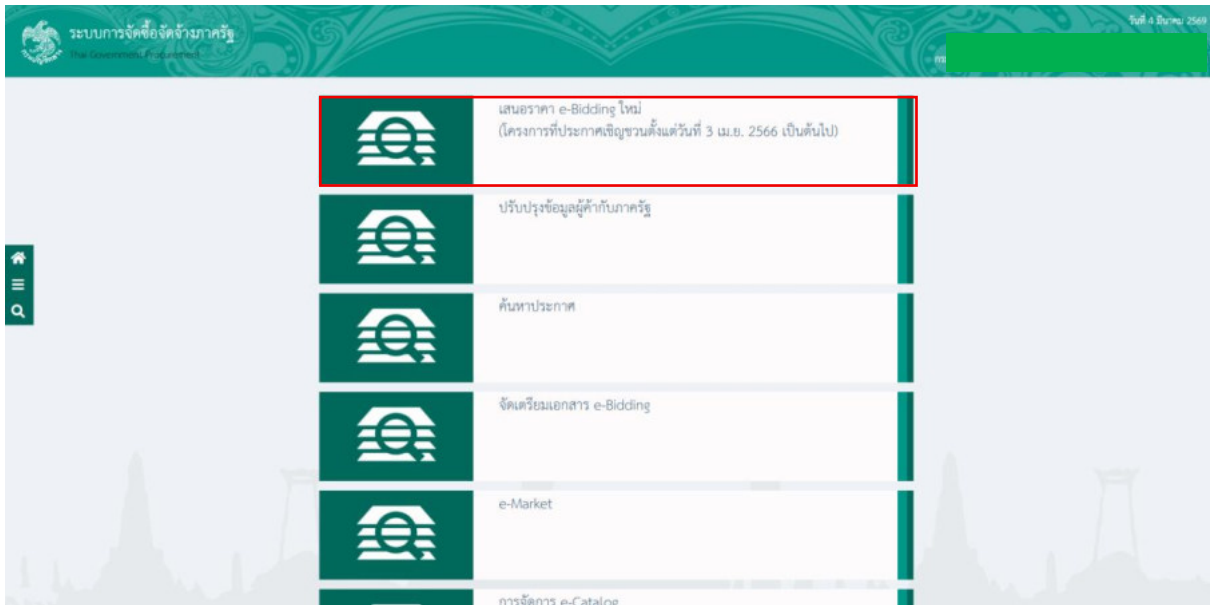 ระบบการจัดซื้อจัดจ้างภาครัฐ
Thai Government Procurement
วันที่ 4 มีนาคม 2569
เสนอราคา e-Bidding ใหม่
(โครงการที่ประกาศเชิญชวนตั้งแต่วันที่ 3 เม.ย. 2566 เป็นต้นไป)
ปรับปรุงข้อมูลผู้ค้ากับภาครัฐ
ค้นหาประกาศ
จัดเตรียมเอกสาร e-Bidding
e-Market
การจัดการ e-Catalog